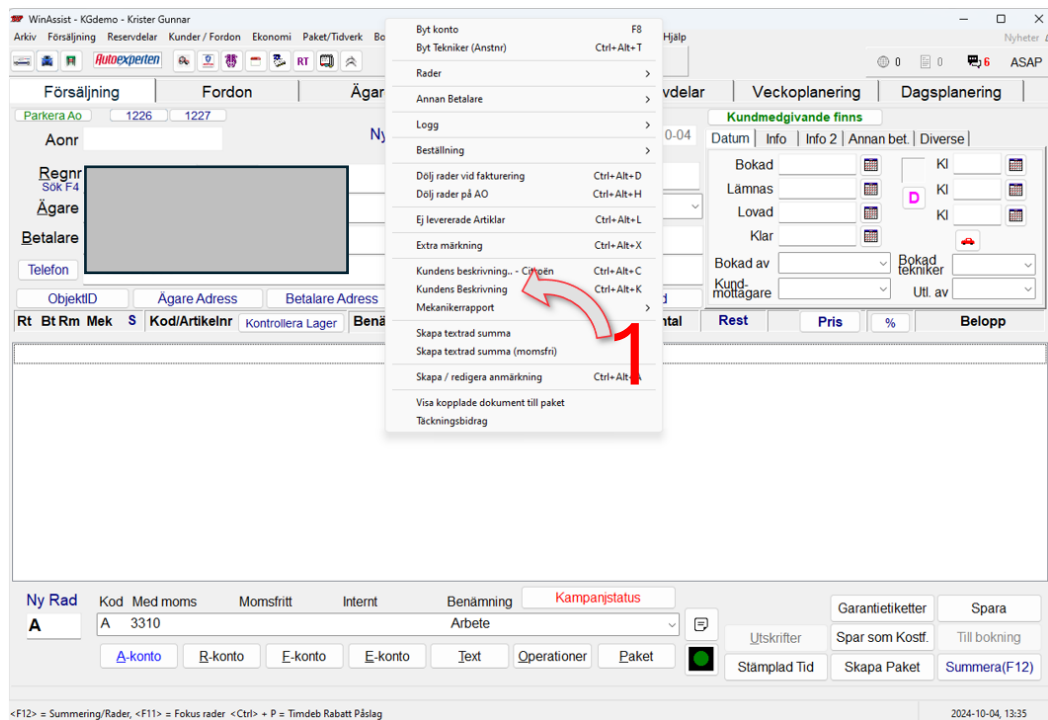 WinAssist - KGdemo - Krister Gunnar
Arkiv Försäljning Reservdelar Kunder / Fordon Ekonomi Paket/Tidverk Hjälp
Nyheter
Autoexperten RT 0 0 6 ASAP
Försäljning Fordon Veckoplanering Dagsplanering
Parkera Ao 1226 1227
Aonr
Regnr
Sök F4
Ägare
Betalare
Telefon
ObjektID Ägare Adress Betalare Adress
Byt konto F8
Byt Tekniker (Anstnr) Ctrl+Alt+T
Rader
Annan Betalare
Logg
Beställning
Dölj rader vid fakturering Ctrl+Alt+D
Dölj rader på AO Ctrl+Alt+H
Ej levererade Artiklar Ctrl+Alt+L
Extra märkning Ctrl+Alt+X
Kundens beskrivning.. - Citroën Ctrl+Alt+C
Kundens Beskrivning Ctrl+Alt+K
Mekanikerrapport
Skapa textrad summa
Skapa textrad summa (momsfri)
Skapa / redigera anmärkning
Visa kopplade dokument till paket
Täckningsbidrag
1
Kundmedgivande finns
Datum Info Info 2 Annan bet. Diverse
Bokad Kl
Lämnas D Kl
Lovad Kl
Klar
Bokad av Bokad tekniker
Kund-mottagare Utl. av
Rt Bt Rm Mek S Kod/Artikelnr Kontrollera Lager Rest Pris % Belopp
Ny Rad Kod Med moms Momsfritt Internt Benämning Kampanjstatus
A A 3310 Arbete
A-konto R-konto F-konto E-konto Text Operationer Paket
Garantietiketter Spara
Utskrifter Spar som Kostf. Till bokning
Stämplad Tid Skapa Paket Summera(F12)
<F12> = Summering/Rader, <F11> = Fokus rader <Ctrl> + P = Timdeb Rabatt Påslag
2024-10-04, 13:35